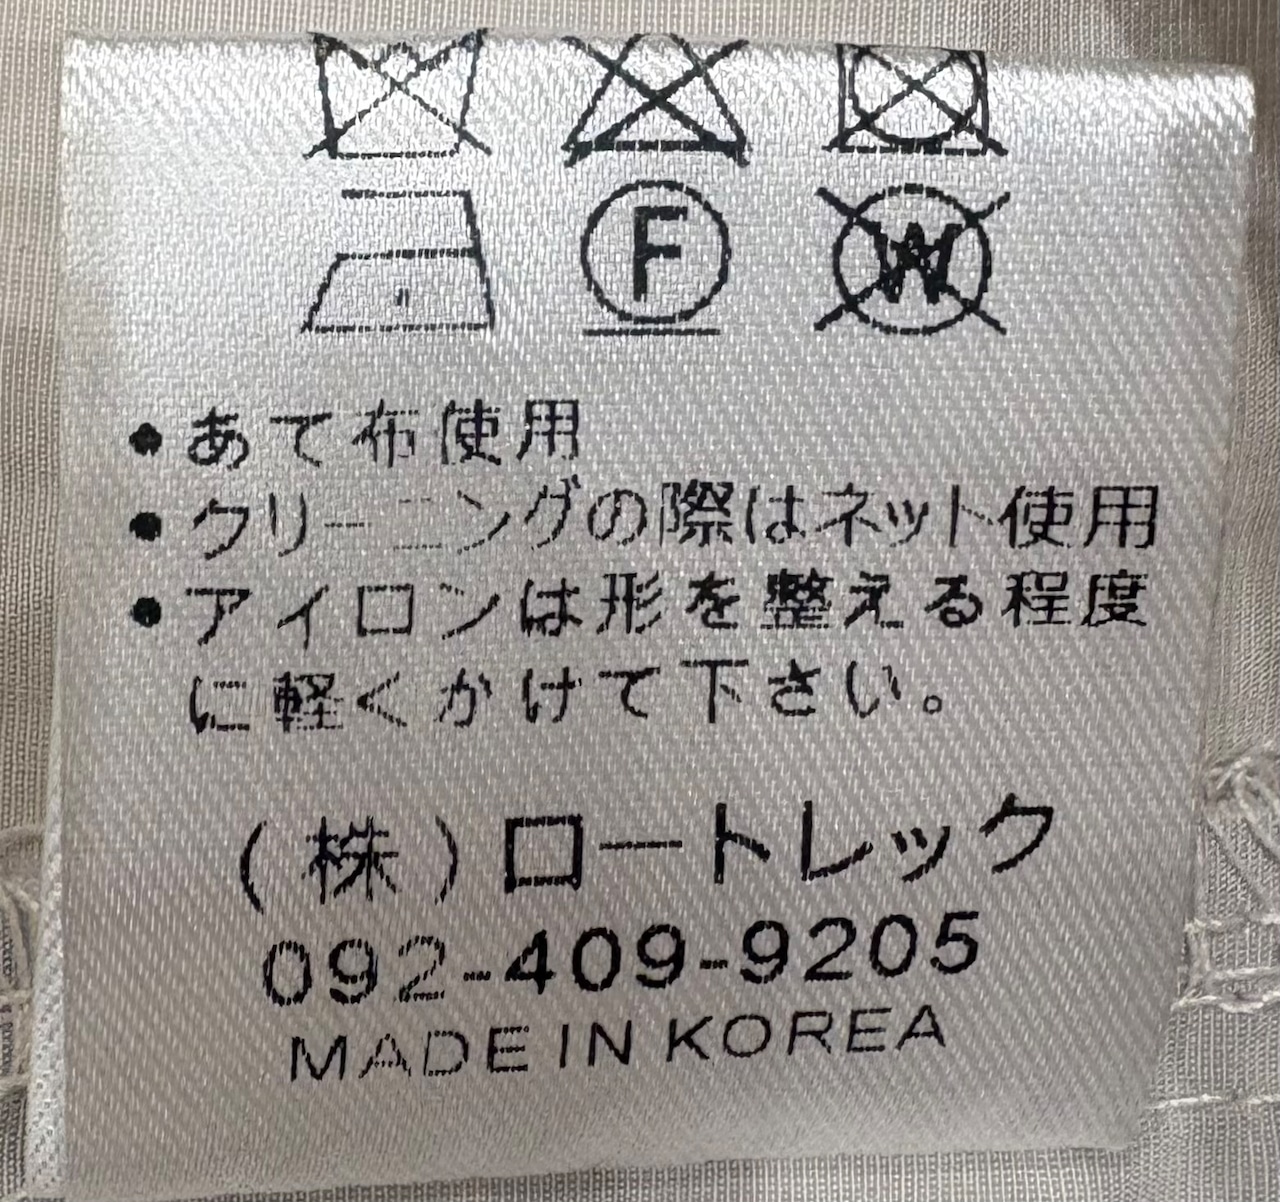 F W
• あて布使用
• クリーニングの際はネット使用
• アイロンは形を整える程度
に軽くかけて下さい。
(株)ロートレック
092-409-9205
MADE IN KOREA